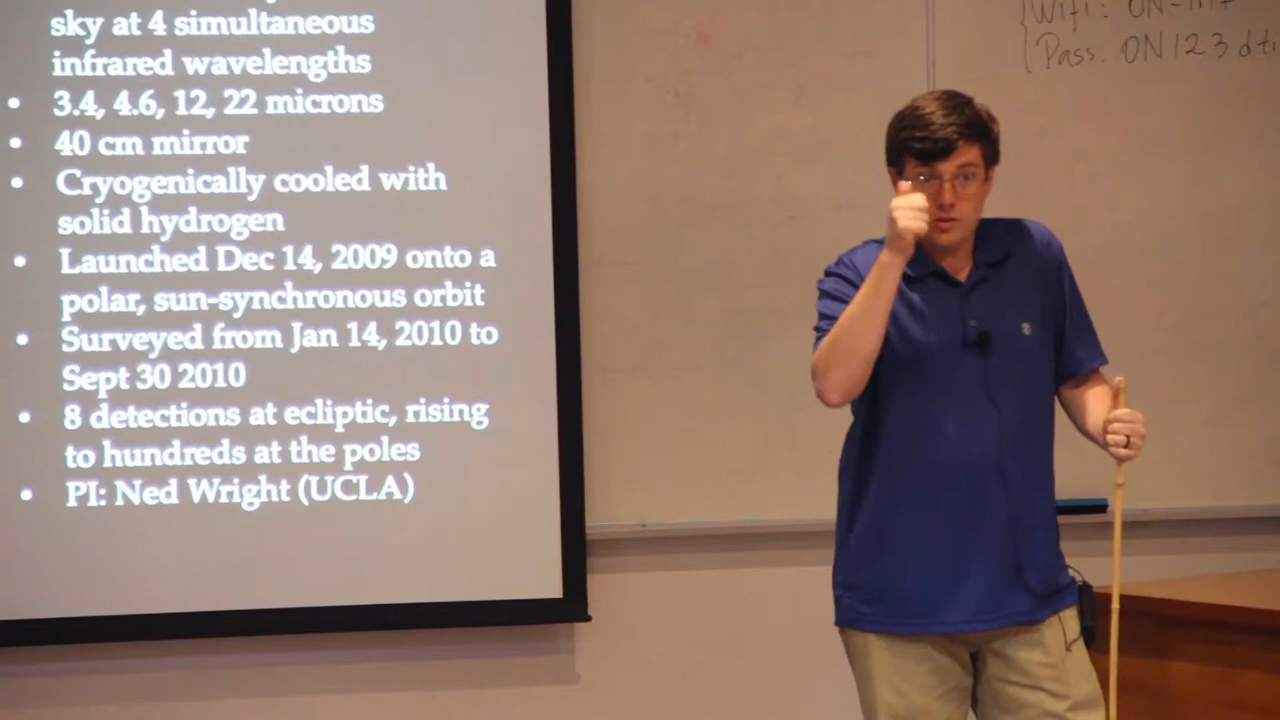 sky at 4 simultaneous
infrared wavelengths
• 3.4, 4.6, 12, 22 microns
• 40 cm mirror
• Cryogenically cooled with
solid hydrogen
• Launched Dec 14, 2009 onto a
polar, sun-synchronous orbit
• Surveyed from Jan 14, 2010 to
Sept 30 2010
• 8 detections at ecliptic, rising
to hundreds at the poles
• PI: Ned Wright (UCLA)
Wifi: ON-
Pass: ON123dti